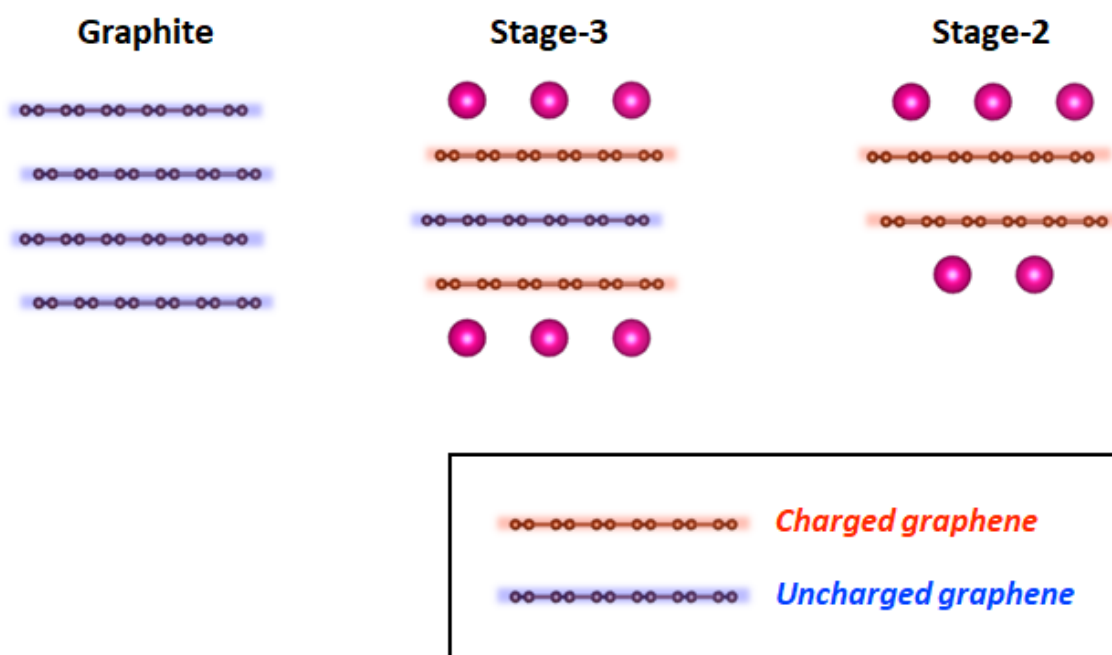 Graphite
Stage-3
Stage-2
Charged graphene
Uncharged graphene